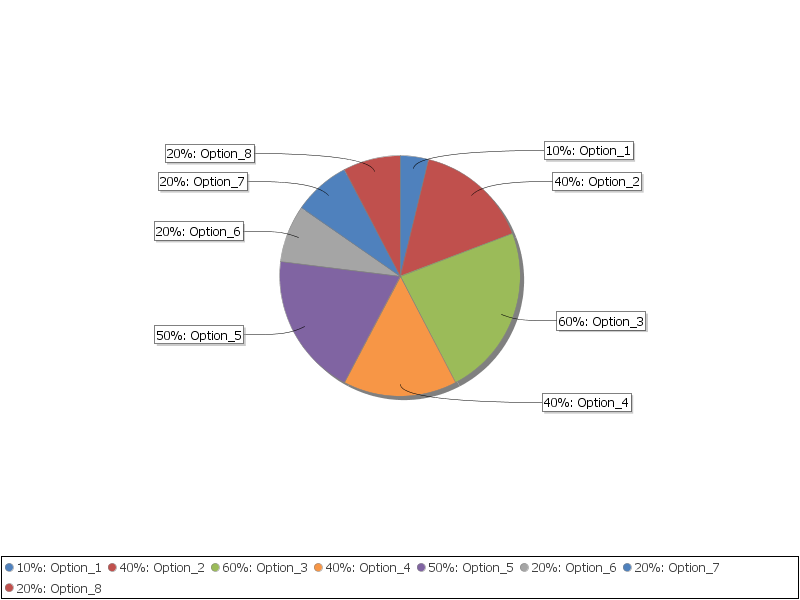 20%: Option_8
10%: Option_1
20%: Option_7
40%: Option_2
20%: Option_6
60%: Option_3
50%: Option_5
40%: Option_4
10%: Option_1 40%: Option_2 60%: Option_3 40%: Option_4 50%: Option_5 20%: Option_6 20%: Option_7
20%: Option_8